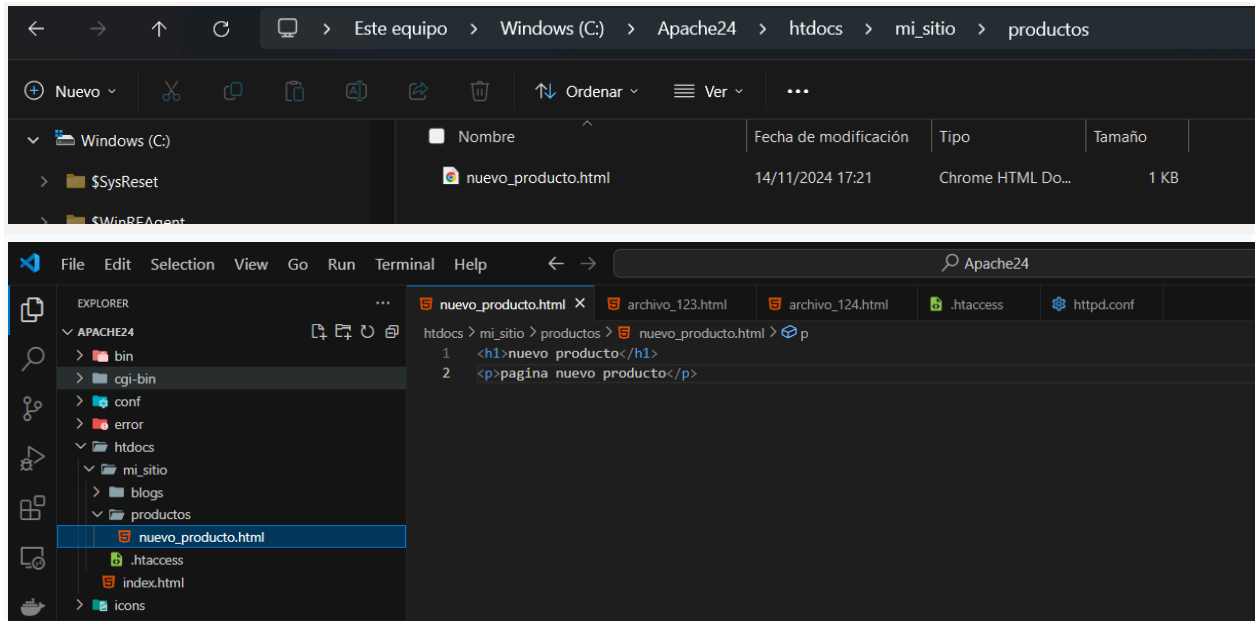 Este equipo > Windows (C:) > Apache24 > htdocs > mi_sitio > productos
Nuevo Ordenar Ver ...
Windows (C:)
Nombre Fecha de modificación Tipo Tamaño
$SysReset
nuevo_producto.html 14/11/2024 17:21 Chrome HTML Do... 1 KB
$WinREAgent
File Edit Selection View Go Run Terminal Help Apache24
EXPLORER ...
nuevo_producto.html archivo_123.html archivo_124.html .htaccess httpd.conf
APACHE24
htdocs > mi_sitio > productos > nuevo_producto.html > p
bin
1 <h1>nuevo producto</h1>
cgi-bin
2 <p>pagina nuevo producto</p>
conf
error
htdocs
mi_sitio
blogs
productos
nuevo_producto.html
.htaccess
index.html
icons